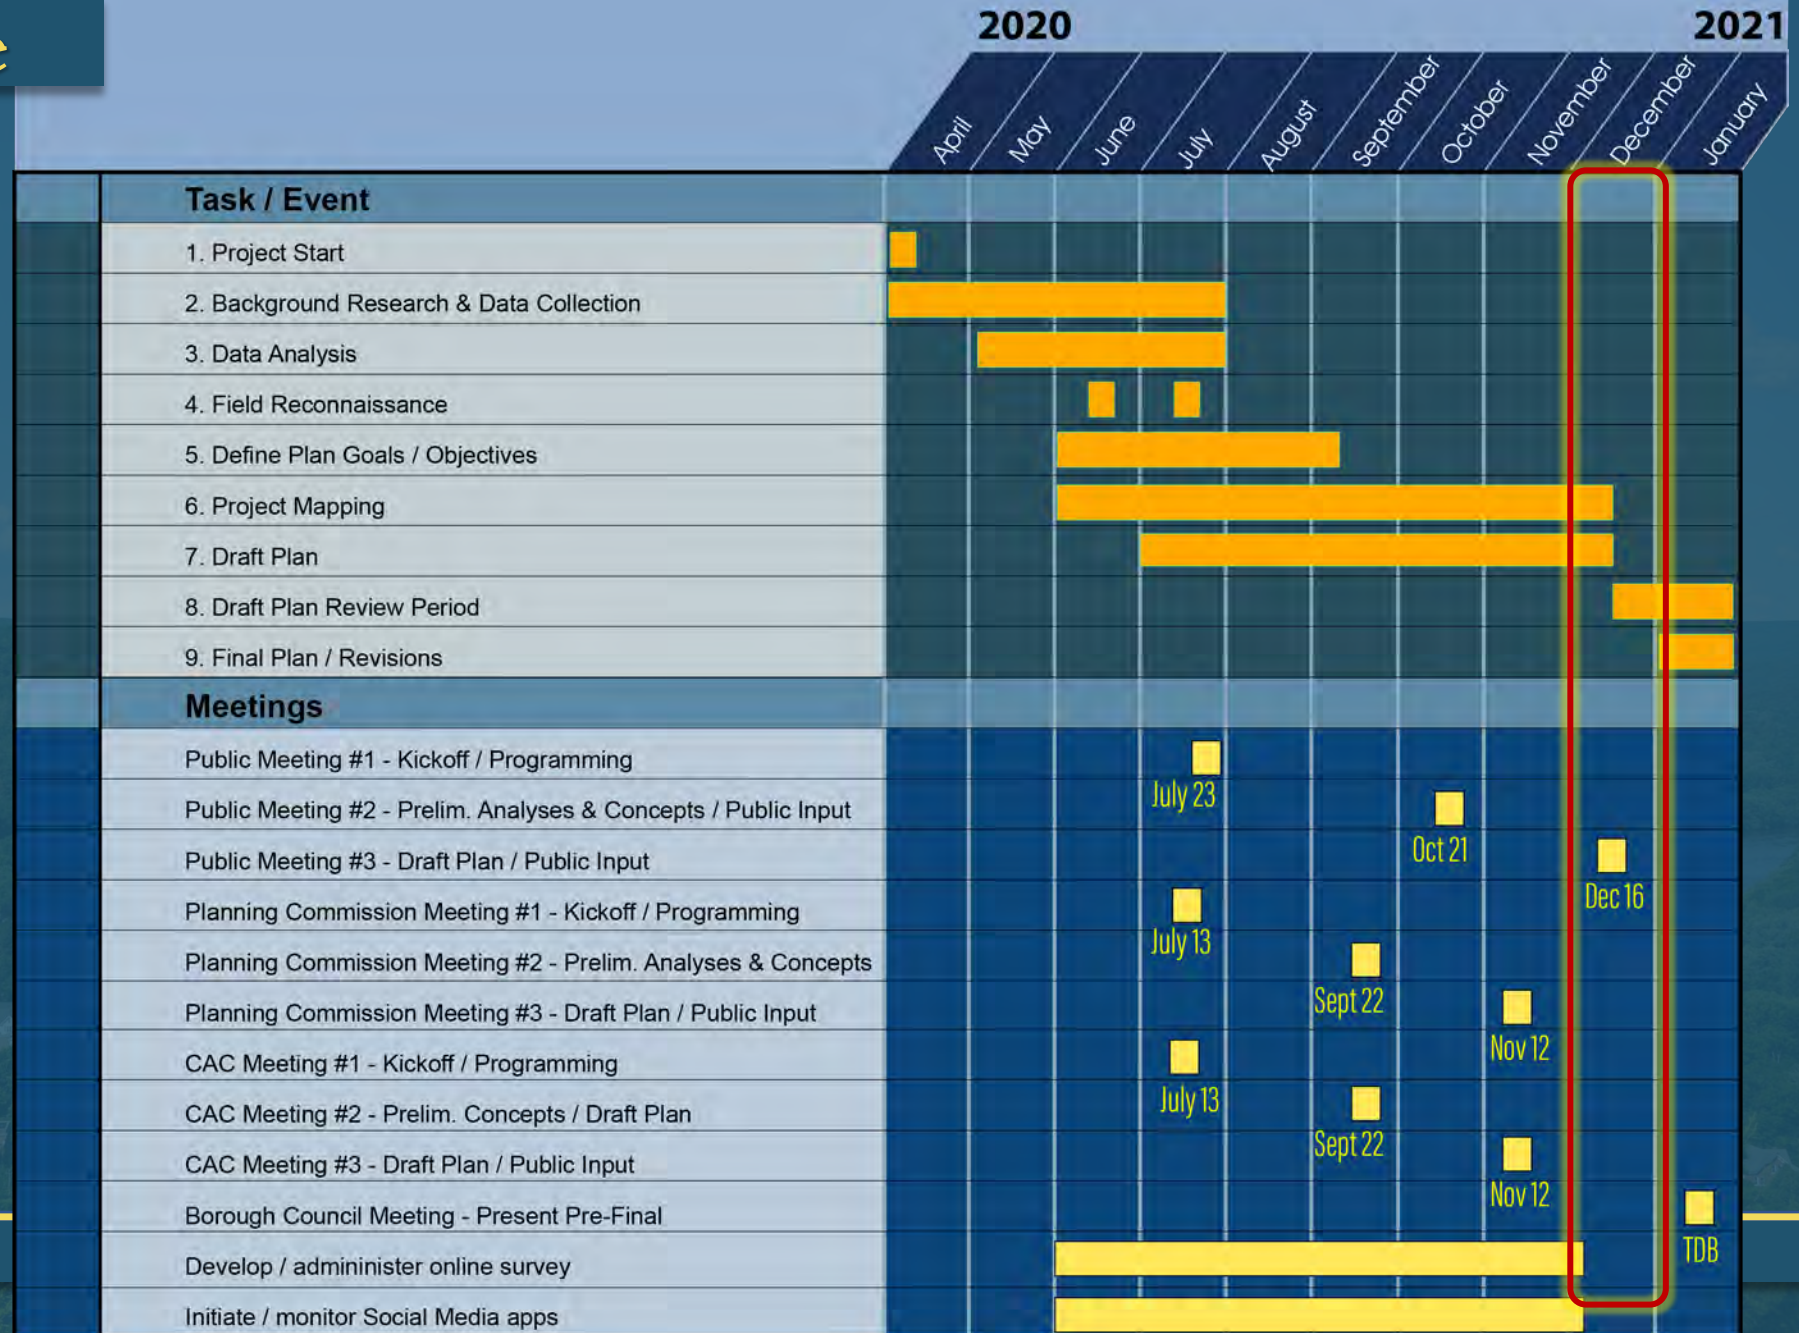 2020 2021
April May June July August September October November December January
Task / Event
1. Project Start
2. Background Research & Data Collection
3. Data Analysis
4. Field Reconnaissance
5. Define Plan Goals / Objectives
6. Project Mapping
7. Draft Plan
8. Draft Plan Review Period
9. Final Plan / Revisions
Meetings
Public Meeting #1 - Kickoff / Programming
July 23
Public Meeting #2 - Prelim. Analyses & Concepts / Public Input
Oct 21
Public Meeting #3 - Draft Plan / Public Input
Dec 16
Planning Commission Meeting #1 - Kickoff / Programming
July 13
Planning Commission Meeting #2 - Prelim. Analyses & Concepts
Sept 22
Planning Commission Meeting #3 - Draft Plan / Public Input
Nov 12
CAC Meeting #1 - Kickoff / Programming
July 13
CAC Meeting #2 - Prelim. Concepts / Draft Plan
Sept 22
CAC Meeting #3 - Draft Plan / Public Input
Nov 12
Borough Council Meeting - Present Pre-Final
TDB
Develop / admininister online survey
Initiate / monitor Social Media apps